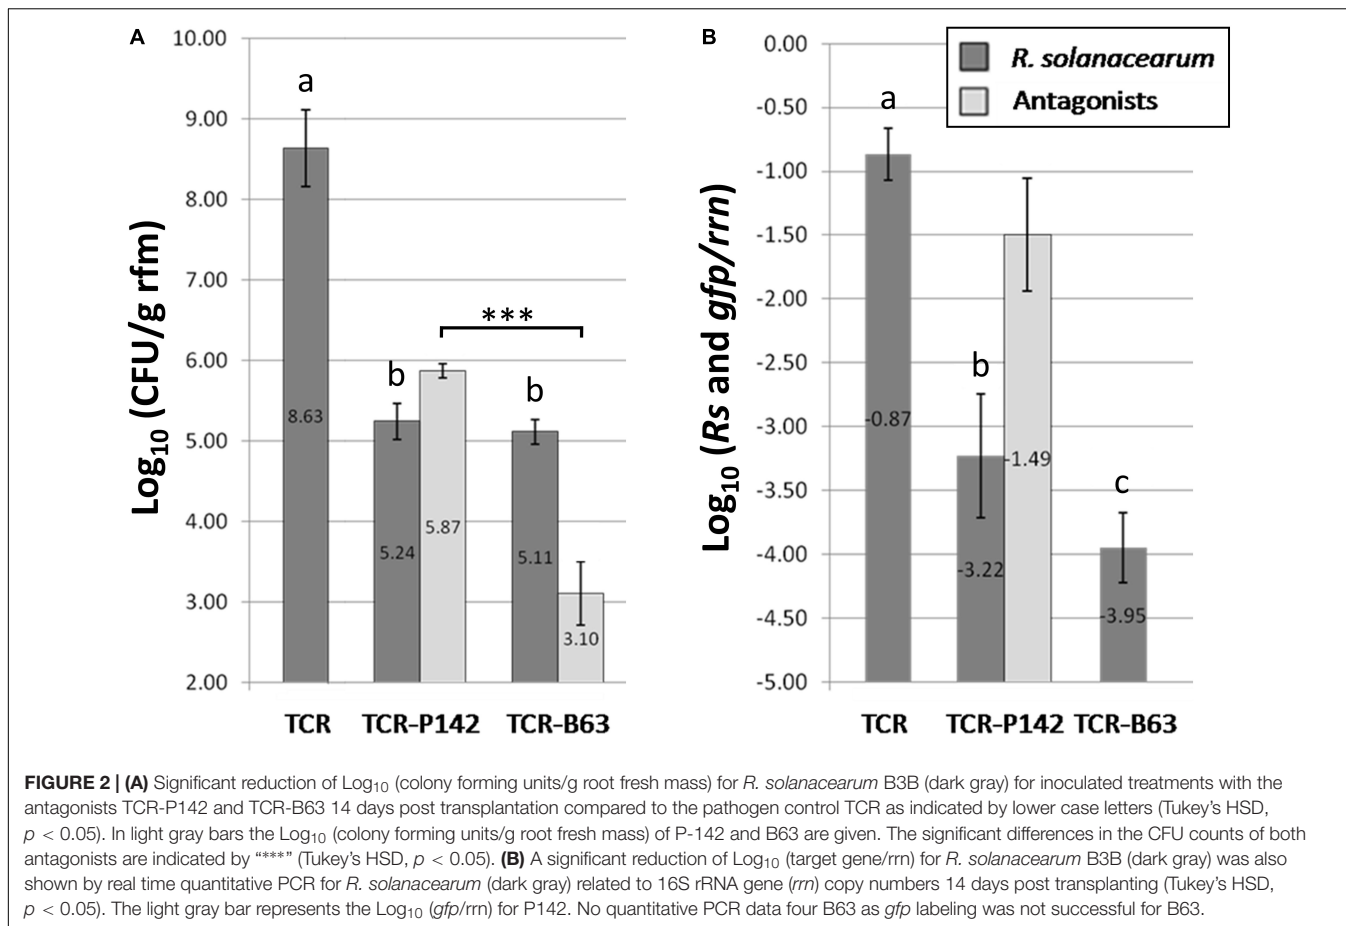 A
10.00
9.00
8.00
7.00
6.00
5.00
4.00
3.00
2.00
Log10 (CFU/g rfm)
a
b
b
***
8.63
5.24
5.87
5.11
3.10
TCR TCR-P142 TCR-B63
B
0.00
-0.50
-1.00
-1.50
-2.00
-2.50
-3.00
-3.50
-4.00
-4.50
-5.00
Log10 (Rs and gfp/rrn)
R. solanacearum
Antagonists
a
b
c
-0.87
-3.22
-1.49
-3.95
TCR TCR-P142 TCR-B63
FIGURE 2 | (A) Significant reduction of Log10 (colony forming units/g root fresh mass) for R. solanacearum B3B (dark gray) for inoculated treatments with the
antagonists TCR-P142 and TCR-B63 14 days post transplantation compared to the pathogen control TCR as indicated by lower case letters (Tukey's HSD,
p < 0.05). In light gray bars the Log10 (colony forming units/g root fresh mass) of P-142 and B63 are given. The significant differences in the CFU counts of both
antagonists are indicated by "***" (Tukey's HSD, p < 0.05). (B) A significant reduction of Log10 (target gene/rrn) for R. solanacearum B3B (dark gray) was also
shown by real time quantitative PCR for R. solanacearum (dark gray) related to 16S rRNA gene (rrn) copy numbers 14 days post transplanting (Tukey's HSD,
p < 0.05). The light gray bar represents the Log10 (gfp/rrn) for P142. No quantitative PCR data four B63 as gfp labeling was not successful for B63.